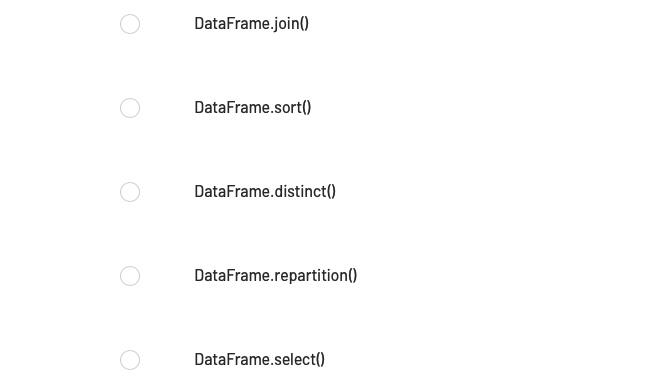 DataFrame.join()
DataFrame.sort()
DataFrame.distinct()
DataFrame.repartition()
DataFrame.select()